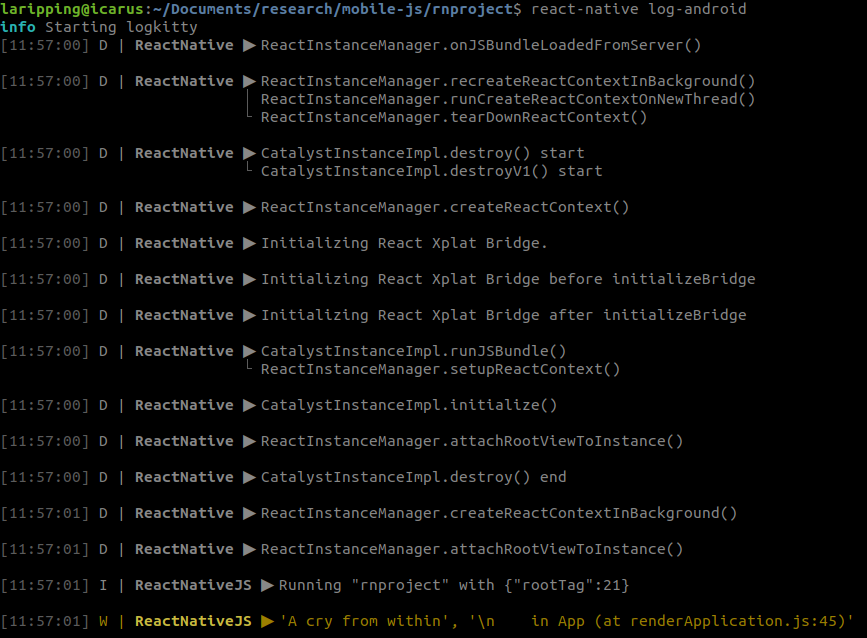 laripping@icarus:~/Documents/research/mobile-js/rnproject$ react-native log-android
info Starting logkitty
[11:57:00] D | ReactNative ▶ ReactInstanceManager.onJSBundleLoadedFromServer()
[11:57:00] D | ReactNative ▶ ReactInstanceManager.recreateReactContextInBackground()
│ ReactInstanceManager.runCreateReactContextOnNewThread()
└ ReactInstanceManager.tearDownReactContext()
[11:57:00] D | ReactNative ▶ CatalystInstanceImpl.destroy() start
└ CatalystInstanceImpl.destroyV1() start
[11:57:00] D | ReactNative ▶ ReactInstanceManager.createReactContext()
[11:57:00] D | ReactNative ▶ Initializing React Xplat Bridge.
[11:57:00] D | ReactNative ▶ Initializing React Xplat Bridge before initializeBridge
[11:57:00] D | ReactNative ▶ Initializing React Xplat Bridge after initializeBridge
[11:57:00] D | ReactNative ▶ CatalystInstanceImpl.runJSBundle()
└ ReactInstanceManager.setupReactContext()
[11:57:00] D | ReactNative ▶ CatalystInstanceImpl.initialize()
[11:57:00] D | ReactNative ▶ ReactInstanceManager.attachRootViewToInstance()
[11:57:00] D | ReactNative ▶ CatalystInstanceImpl.destroy() end
[11:57:01] D | ReactNative ▶ ReactInstanceManager.createReactContextInBackground()
[11:57:01] D | ReactNative ▶ ReactInstanceManager.attachRootViewToInstance()
[11:57:01] I | ReactNativeJS ▶ Running "rnproject" with {"rootTag":21}
[11:57:01] W | ReactNativeJS ▶ 'A cry from within', '\n    in App (at renderApplication.js:45)'